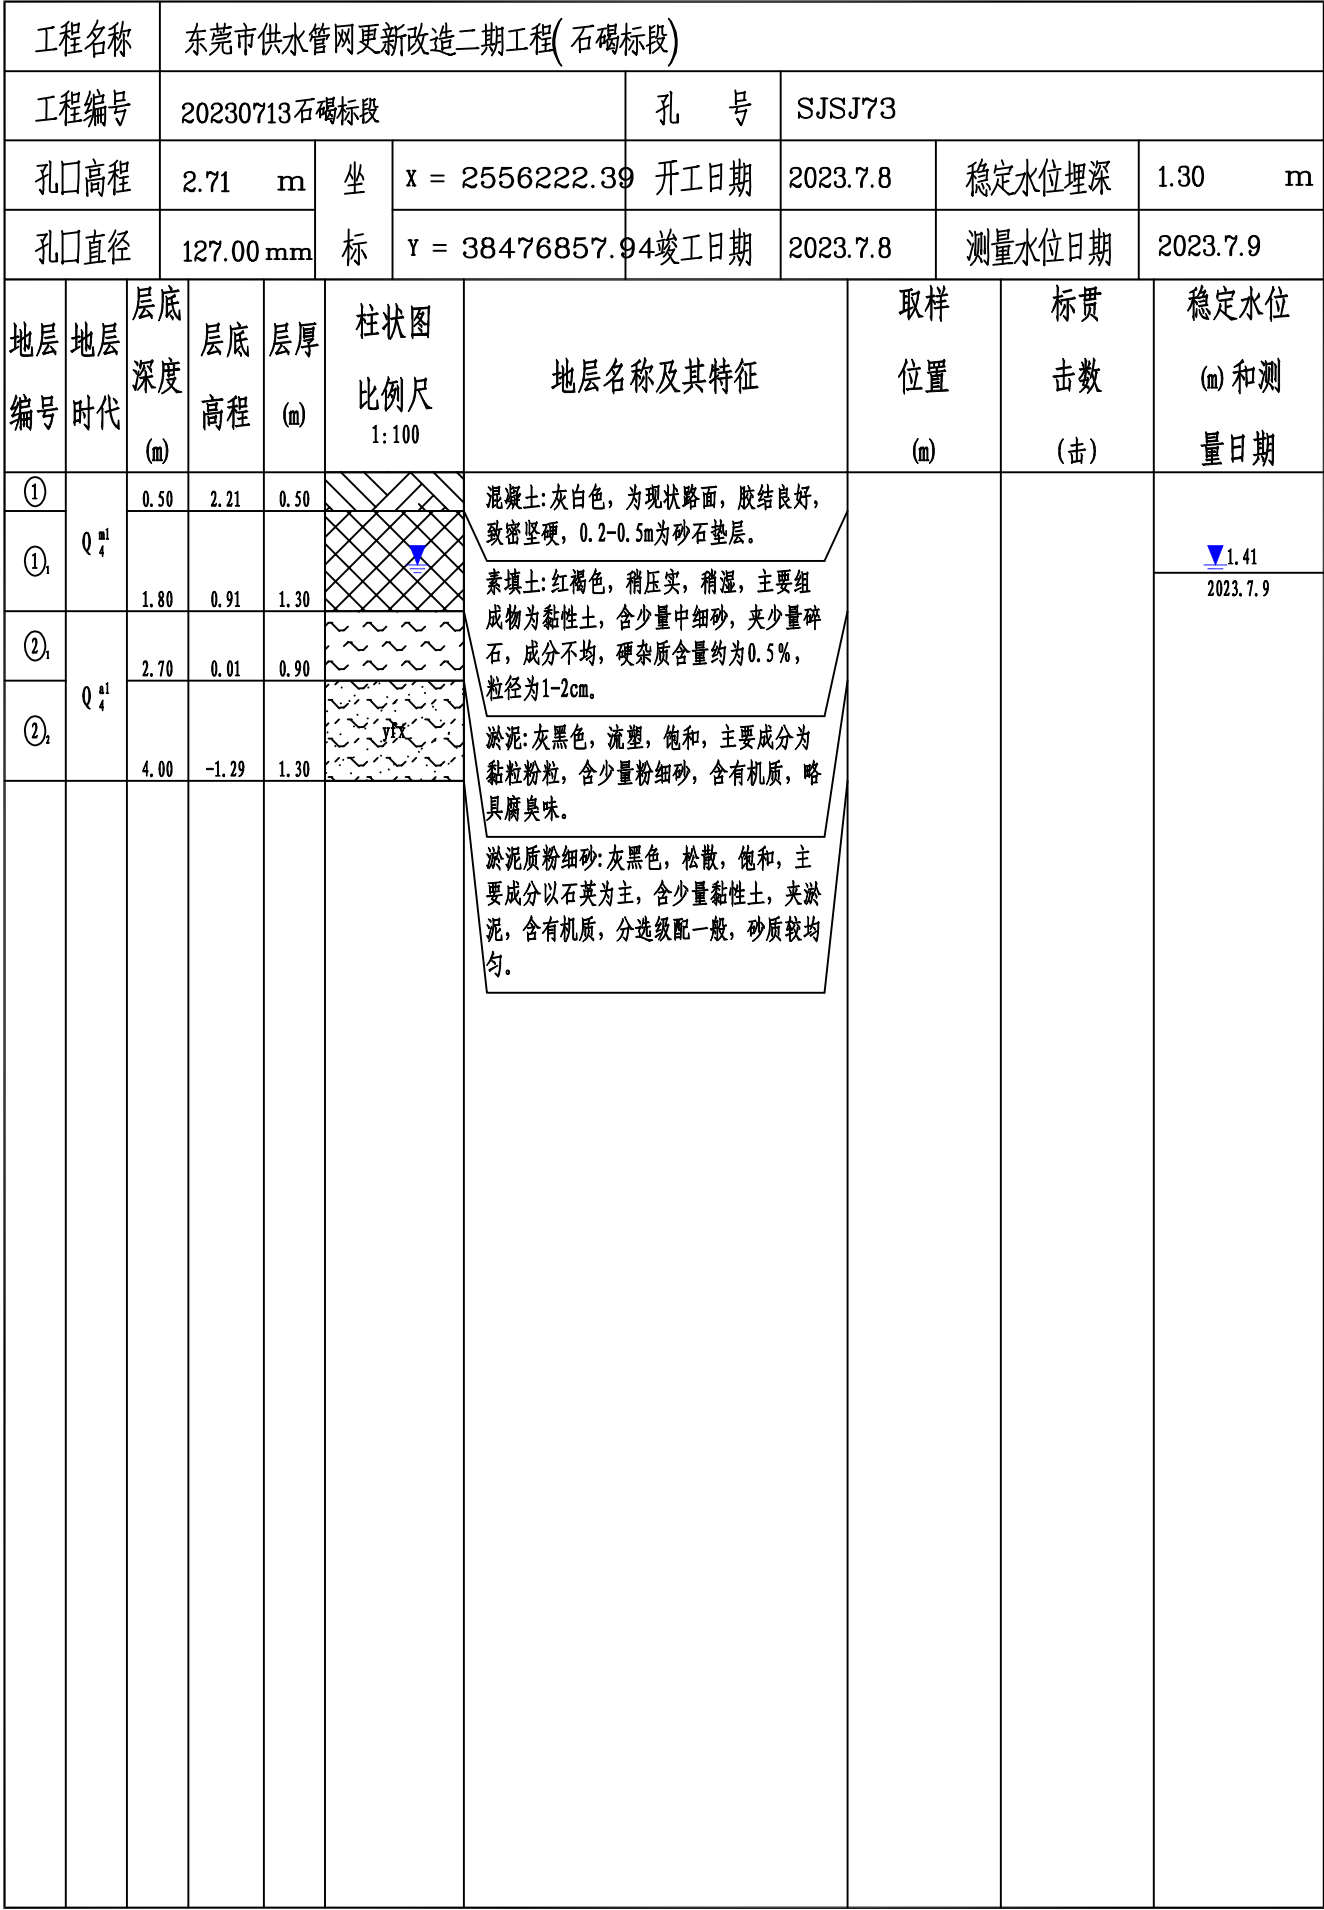 工程名称 东莞市供水管网更新改造二期工程(石碣标段)
工程编号 20230713石碣标段 孔 号 SJSJ73
孔口高程 2.71 m 坐 X = 2556222.39 开工日期 2023.7.8 稳定水位埋深 1.30 m
孔口直径 127.00 mm 标 Y = 38476857.94 竣工日期 2023.7.8 测量水位日期 2023.7.9
地层
编号
地层
时代
层底
深度
(m)
层底
高程
层厚
(m)
柱状图
比例尺
1:100
地层名称及其特征
取样
位置
(m)
标贯
击数
(击)
稳定水位
(m)和测
量日期
① 0.50 2.21 0.50
Q4ml
①1 1.80 0.91 1.30
②1 2.70 0.01 0.90
Q4al
②2 4.00 -1.29 1.30
yfx
混凝土:灰白色，为现状路面，胶结良好，
致密坚硬，0.2-0.5m为砂石垫层。
素填土:红褐色，稍压实，稍湿，主要组
成物为黏性土，含少量中细砂，夹少量碎
石，成分不均，硬杂质含量约为0.5%，
粒径为1-2cm。
淤泥:灰黑色，流塑，饱和，主要成分为
黏粒粉粒，含少量粉细砂，含有机质，略
具腐臭味。
淤泥质粉细砂:灰黑色，松散，饱和，主
要成分以石英为主，含少量黏性土，夹淤
泥，含有机质，分选级配一般，砂质较均
匀。
1.41
2023.7.9